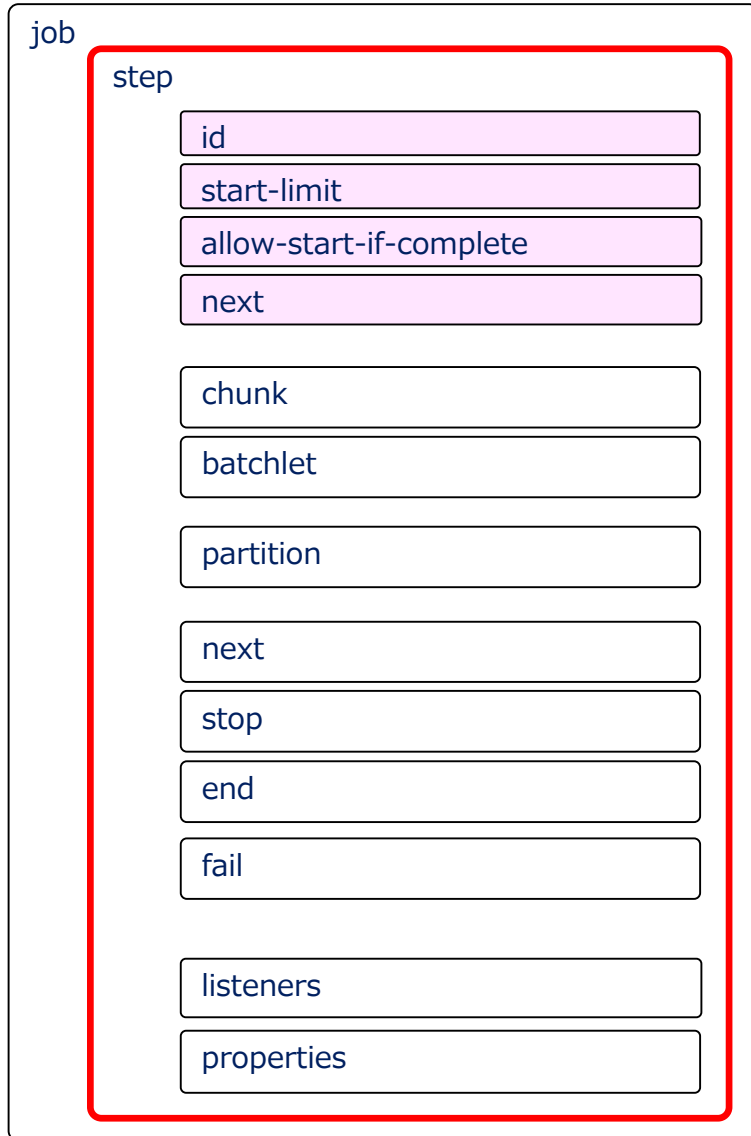 job
step
id
start-limit
allow-start-if-complete
next
chunk
batchlet
partition
next
stop
end
fail
listeners
properties